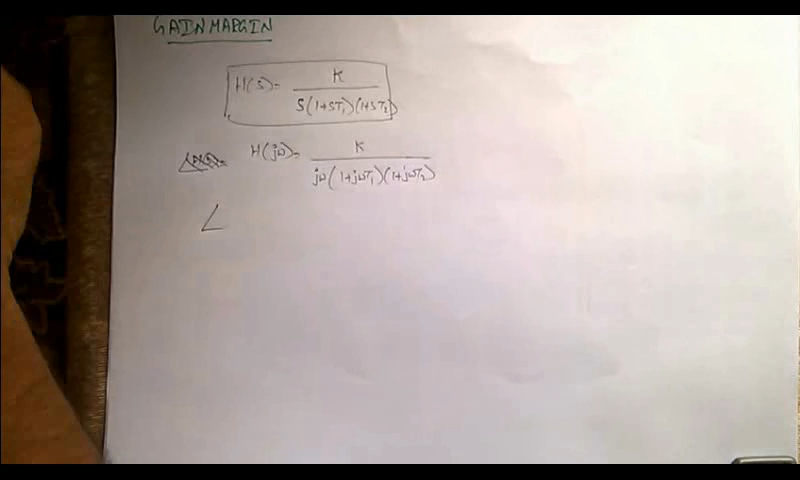 GAIN MARGIN
H(S)= K / S(1+ST₁)(1+ST₂)
H(jω)= K / jω(1+jωT₁)(1+jωT₂)
∠